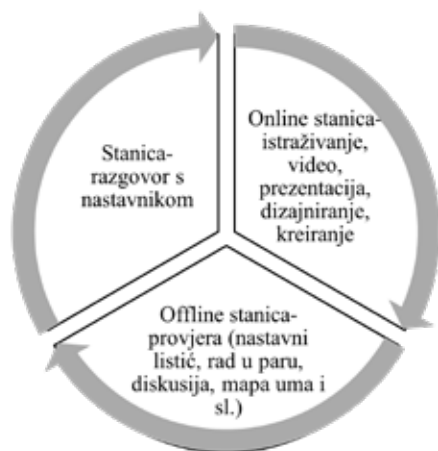 Stanica-
razgovor s
nastavnikom
Online stanica-
istraživanje,
video,
prezentacija,
dizajniranje,
kreiranje
Offline stanica-
provjera (nastavni
listić, rad u paru,
diskusija, mapa uma i
sl.)